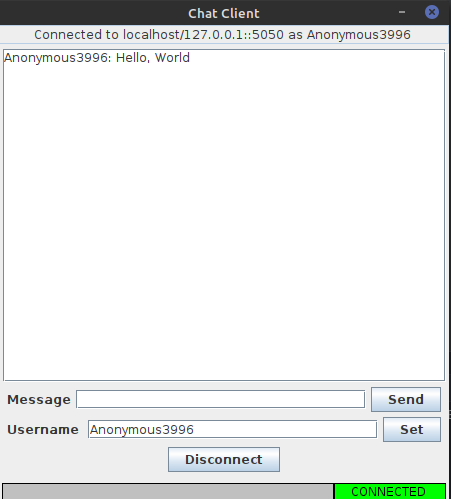 Chat Client
Connected to localhost/127.0.0.1::5050 as Anonymous3996
Anonymous3996: Hello, World
Message Send
Username Anonymous3996 Set
Disconnect
CONNECTED